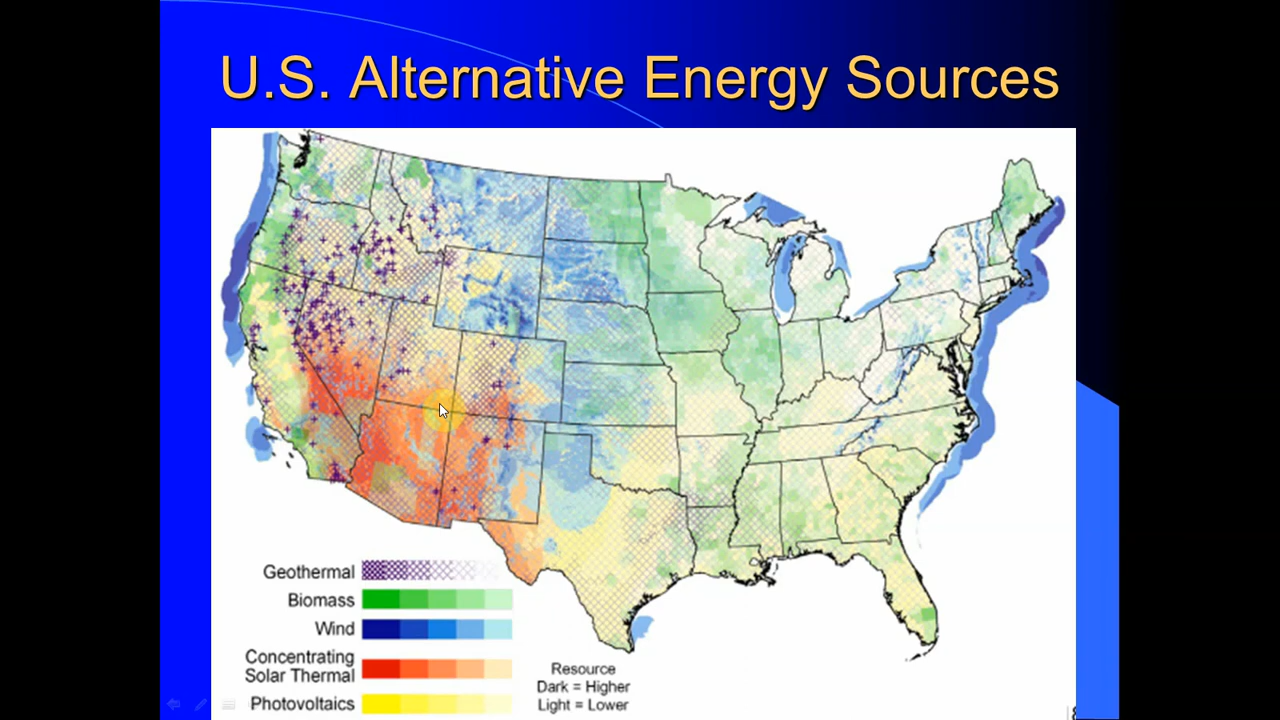 U.S. Alternative Energy Sources
Geothermal
Biomass
Wind
Concentrating
Solar Thermal
Photovoltaics
Resource
Dark = Higher
Light = Lower